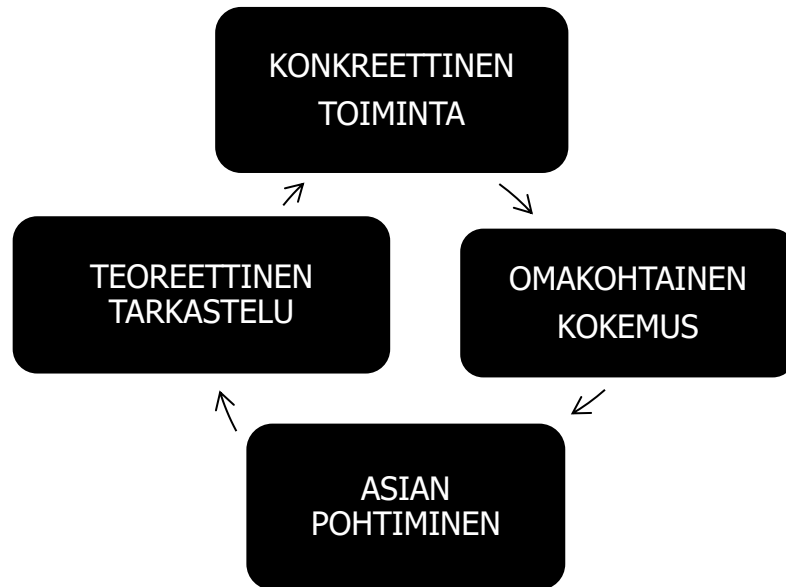 KONKREETTINEN
TOIMINTA
TEOREETTINEN
TARKASTELU
OMAKOHTAINEN
KOKEMUS
ASIAN
POHTIMINEN